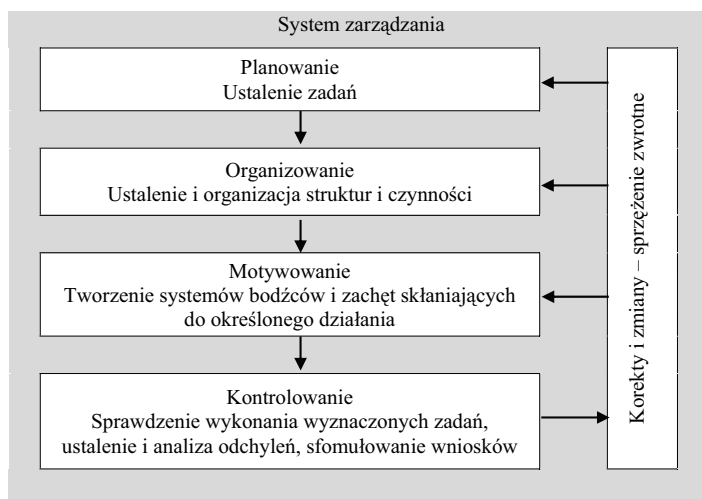 System zarządzania
Planowanie
Ustalenie zadań
Organizowanie
Ustalenie i organizacja struktur i czynności
Motywowanie
Tworzenie systemów bodźców i zachęt skłaniających
do określonego działania
Kontrolowanie
Sprawdzenie wykonania wyznaczonych zadań,
ustalenie i analiza odchyleń, sfomułowanie wniosków
Korekty i zmiany – sprzężenie zwrotne